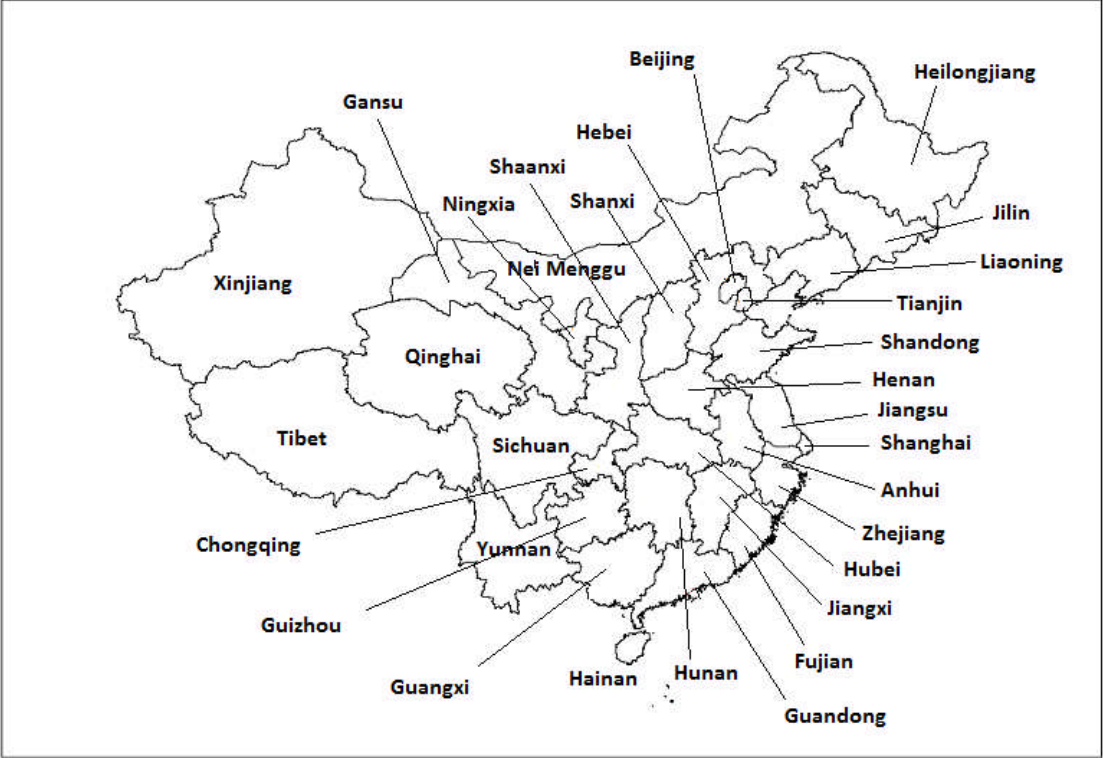 Beijing
Heilongjiang
Gansu
Hebei
Shaanxi
Shanxi
Ningxia
Jilin
Nei Menggu
Liaoning
Xinjiang
Tianjin
Shandong
Qinghai
Henan
Jiangsu
Tibet
Sichuan
Shanghai
Anhui
Zhejiang
Chongqing
Yunnan
Hubei
Jiangxi
Guizhou
Fujian
Hainan
Hunan
Guangxi
Guandong